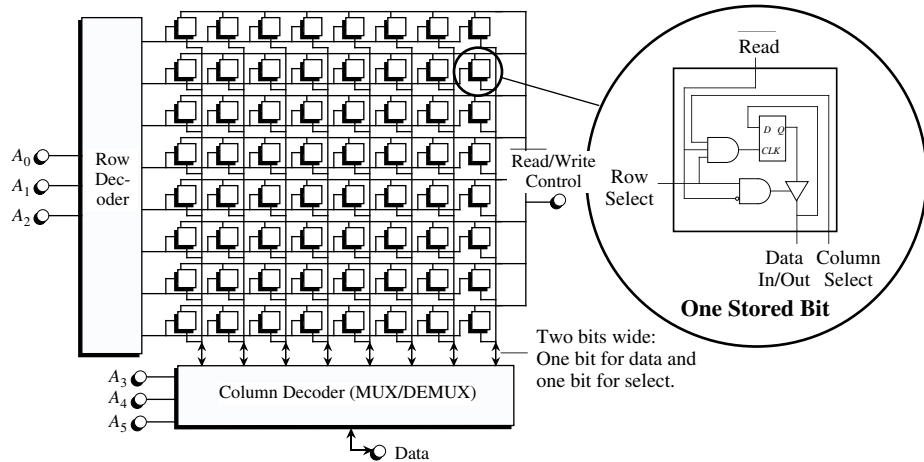 Row
Dec-
oder
A0
A1
A2
Read/Write
Control
Read
D Q
CLK
Row
Select
Data
In/Out
Column
Select
One Stored Bit
Two bits wide:
One bit for data and
one bit for select.
A3
A4
A5
Column Decoder (MUX/DEMUX)
Data